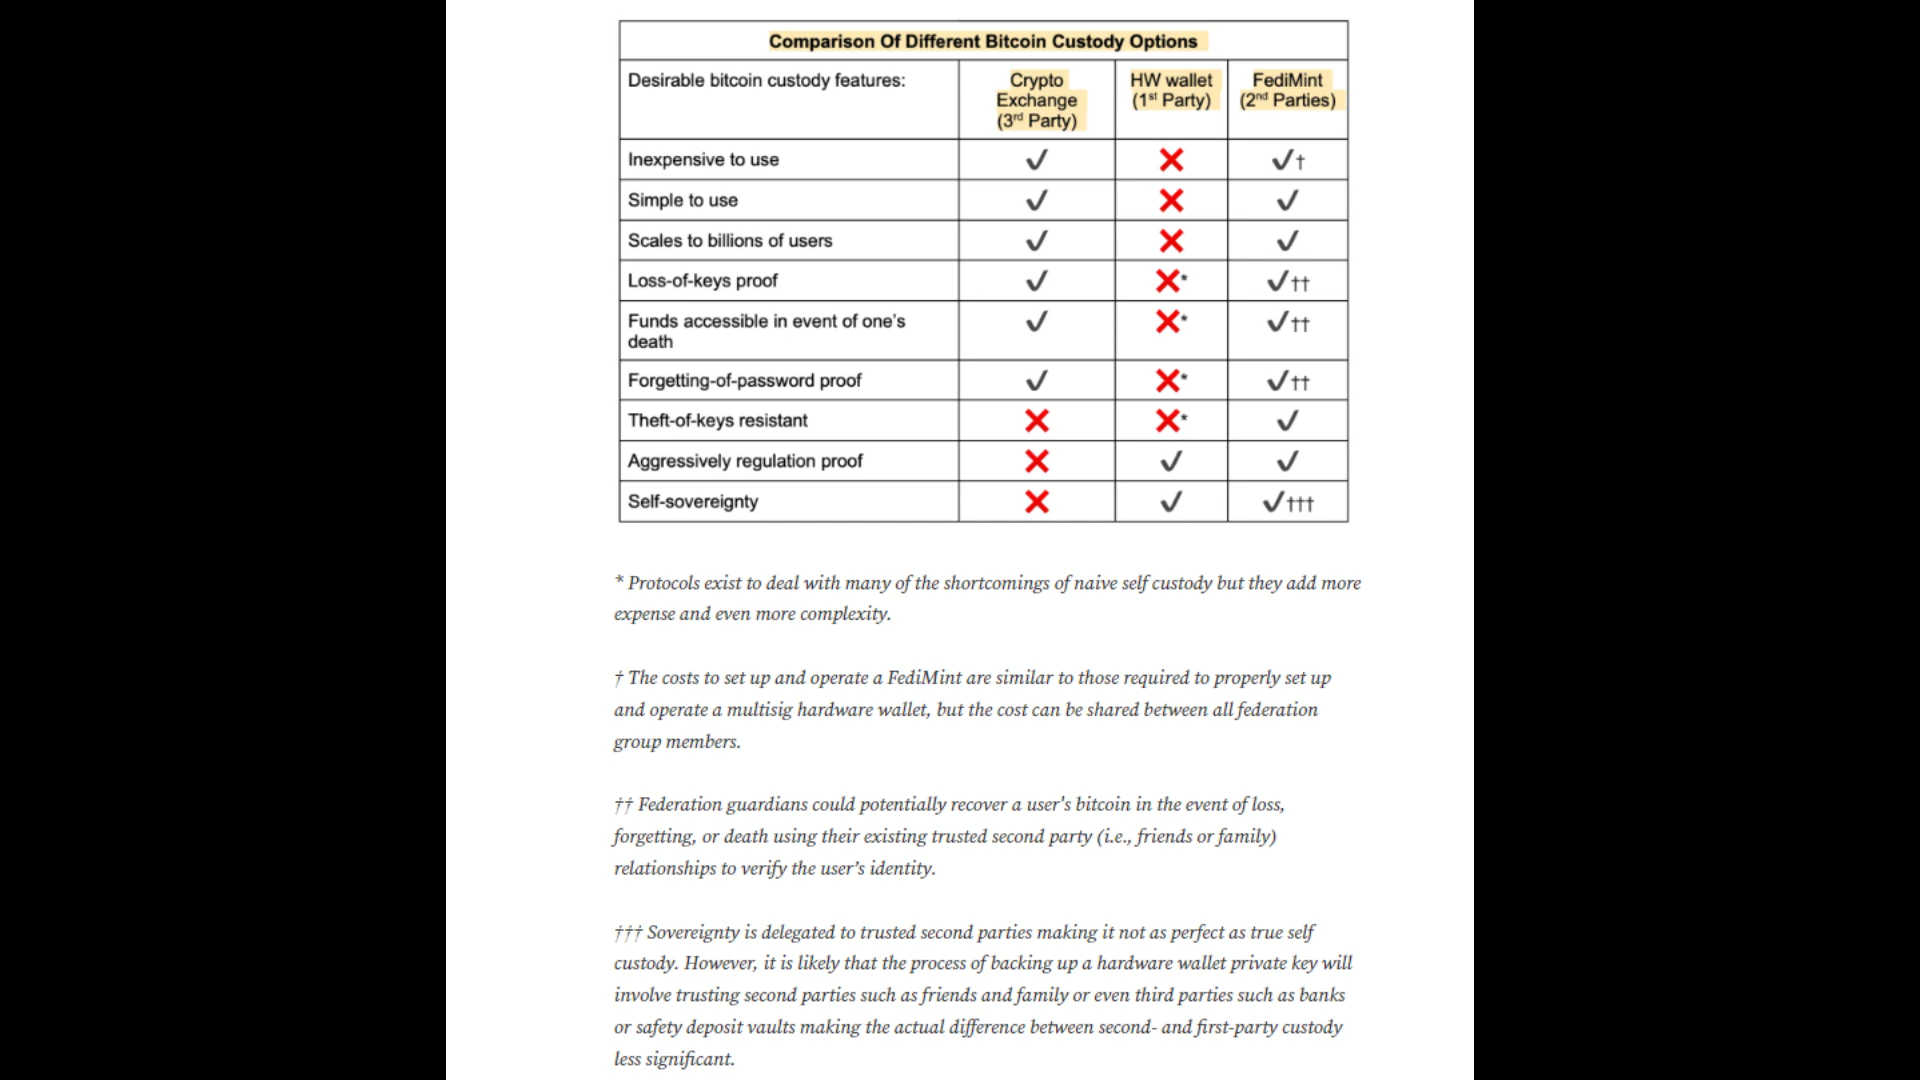 Comparison Of Different Bitcoin Custody Options
Desirable bitcoin custody features:
Crypto
Exchange
(3rd Party)
HW wallet
(1st Party)
FediMint
(2nd Parties)
Inexpensive to use ✓ ❌ ✓†
Simple to use ✓ ❌ ✓
Scales to billions of users ✓ ❌ ✓
Loss-of-keys proof ✓ ❌* ✓††
Funds accessible in event of one's
death ✓ ❌* ✓††
Forgetting-of-password proof ✓ ❌* ✓††
Theft-of-keys resistant ❌ ❌* ✓
Aggressively regulation proof ❌ ✓ ✓
Self-sovereignty ❌ ✓ ✓†††
* Protocols exist to deal with many of the shortcomings of naive self custody but they add more
expense and even more complexity.
† The costs to set up and operate a FediMint are similar to those required to properly set up
and operate a multisig hardware wallet, but the cost can be shared between all federation
group members.
†† Federation guardians could potentially recover a user's bitcoin in the event of loss,
forgetting, or death using their existing trusted second party (i.e., friends or family)
relationships to verify the user's identity.
††† Sovereignty is delegated to trusted second parties making it not as perfect as true self
custody. However, it is likely that the process of backing up a hardware wallet private key will
involve trusting second parties such as friends and family or even third parties such as banks
or safety deposit vaults making the actual difference between second- and first-party custody
less significant.